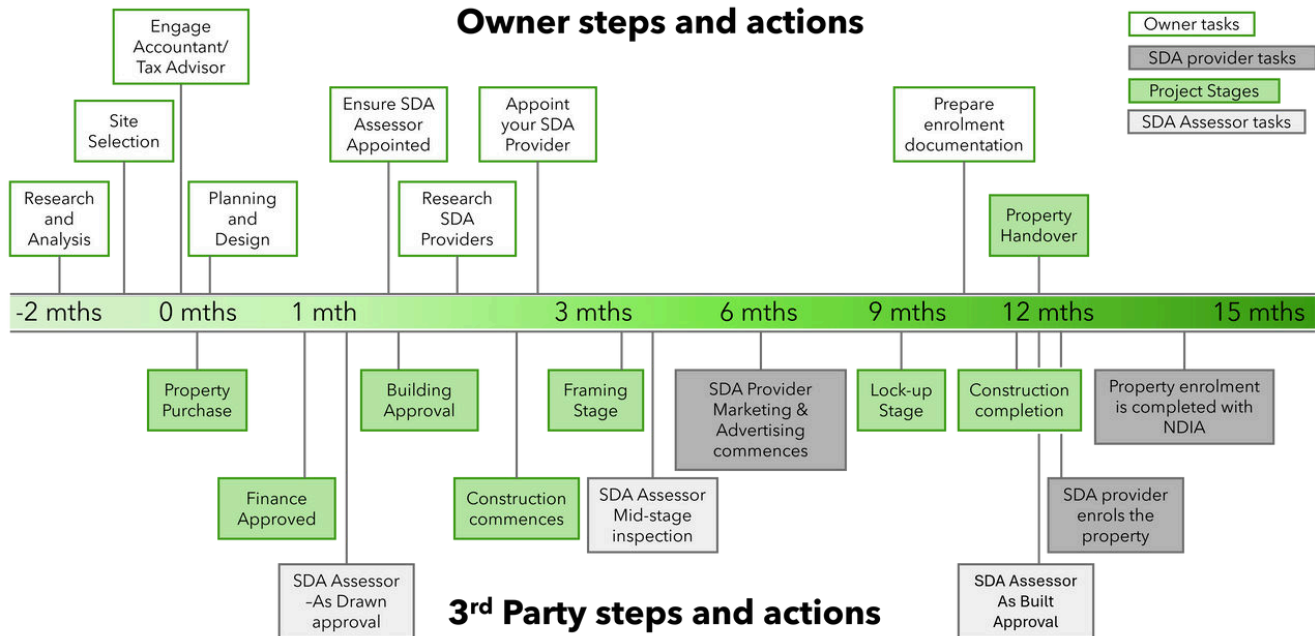 Owner steps and actions
Owner tasks
SDA provider tasks
Project Stages
SDA Assessor tasks
Engage
Accountant/
Tax Advisor
Site
Selection
Ensure SDA
Assessor
Appointed
Appoint
your SDA
Provider
Prepare
enrolment
documentation
Research
and
Analysis
Planning
and
Design
Research
SDA
Providers
Property
Handover
-2 mths
0 mths
1 mth
3 mths
6 mths
9 mths
12 mths
15 mths
Property
Purchase
Building
Approval
Framing
Stage
SDA Provider
Marketing &
Advertising
commences
Lock-up
Stage
Construction
completion
Property enrolment
is completed with
NDIA
Finance
Approved
Construction
commences
SDA Assessor
Mid-stage
inspection
SDA provider
enrols the
property
SDA Assessor
–As Drawn
approval
SDA Assessor
As Built
Approval
3rd Party steps and actions